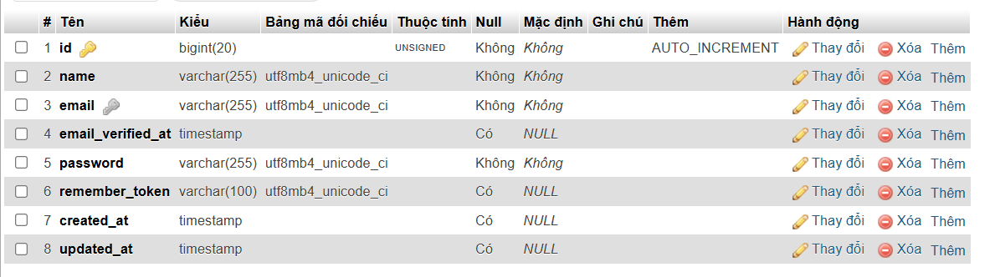 # Tên Kiểu Bảng mã đối chiếu Thuộc tính Null Mặc định Ghi chú Thêm Hành động
1 id bigint(20) UNSIGNED Không Không AUTO_INCREMENT Thay đổi Xóa Thêm
2 name varchar(255) utf8mb4_unicode_ci Không Không Thay đổi Xóa Thêm
3 email varchar(255) utf8mb4_unicode_ci Không Không Thay đổi Xóa Thêm
4 email_verified_at timestamp Có NULL Thay đổi Xóa Thêm
5 password varchar(255) utf8mb4_unicode_ci Không Không Thay đổi Xóa Thêm
6 remember_token varchar(100) utf8mb4_unicode_ci Có NULL Thay đổi Xóa Thêm
7 created_at timestamp Có NULL Thay đổi Xóa Thêm
8 updated_at timestamp Có NULL Thay đổi Xóa Thêm